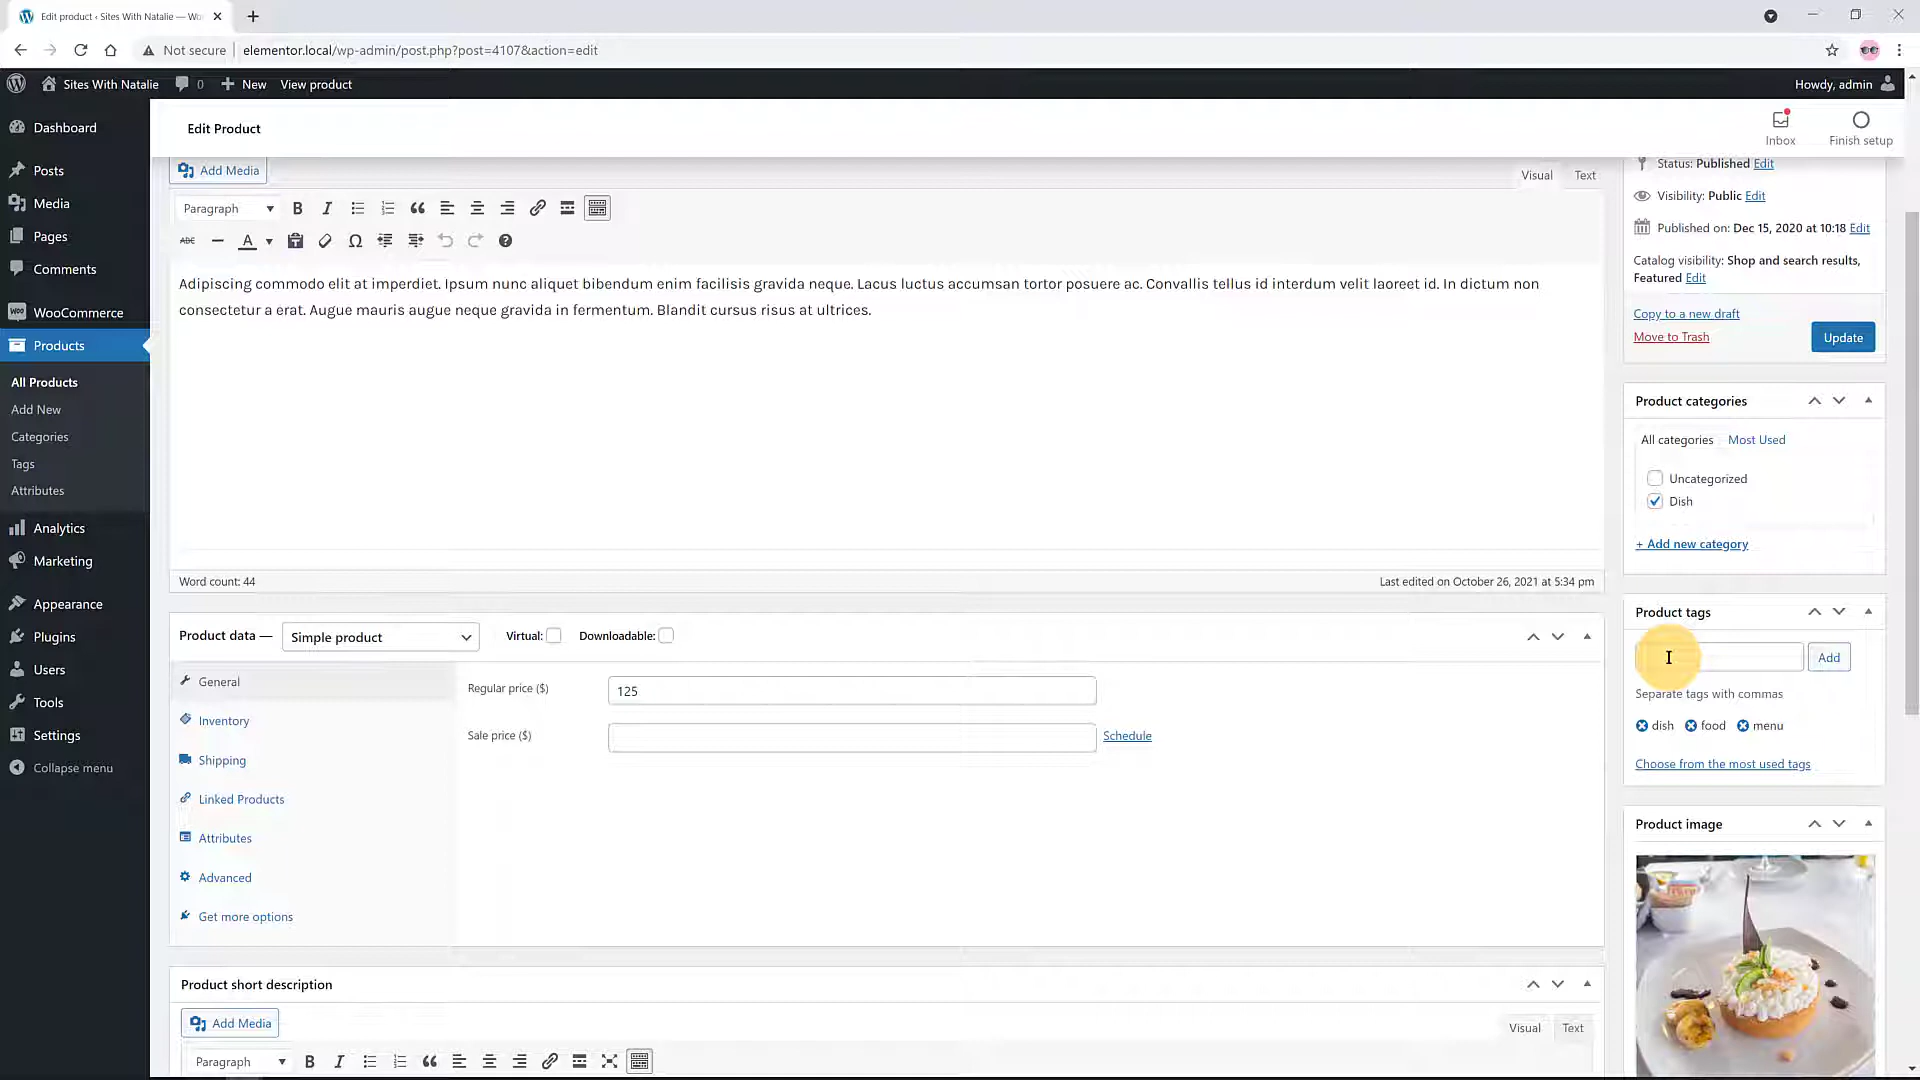 Edit product ‹ Sites With Natalie — Wo
Not secure
elementor.local/wp-admin/post.php?post=4107&action=edit
Sites With Natalie
0
New
View product
Howdy, admin
Dashboard
Posts
Media
Pages
Comments
WooCommerce
Products
All Products
Add New
Categories
Tags
Attributes
Analytics
Marketing
Appearance
Plugins
Users
Tools
Settings
Collapse menu
Edit Product
Inbox
Finish setup
Add Media
Visual
Text
Paragraph
B
I
ABC
A
Adipiscing commodo elit at imperdiet. Ipsum nunc aliquet bibendum enim facilisis gravida neque. Lacus luctus accumsan tortor posuere ac. Convallis tellus id interdum velit laoreet id. In dictum non
consectetur a erat. Augue mauris augue neque gravida in fermentum. Blandit cursus risus at ultrices.
Word count: 44
Last edited on October 26, 2021 at 5:34 pm
Product data —
Simple product
Virtual:
Downloadable:
General
Inventory
Shipping
Linked Products
Attributes
Advanced
Get more options
Regular price ($)
125
Sale price ($)
Schedule
Product short description
Add Media
Visual
Text
Paragraph
B
I
Status: Published Edit
Visibility: Public Edit
Published on: Dec 15, 2020 at 10:18 Edit
Catalog visibility: Shop and search results,
Featured Edit
Copy to a new draft
Move to Trash
Update
Product categories
All categories
Most Used
Uncategorized
Dish
+ Add new category
Product tags
Add
Separate tags with commas
dish
food
menu
Choose from the most used tags
Product image